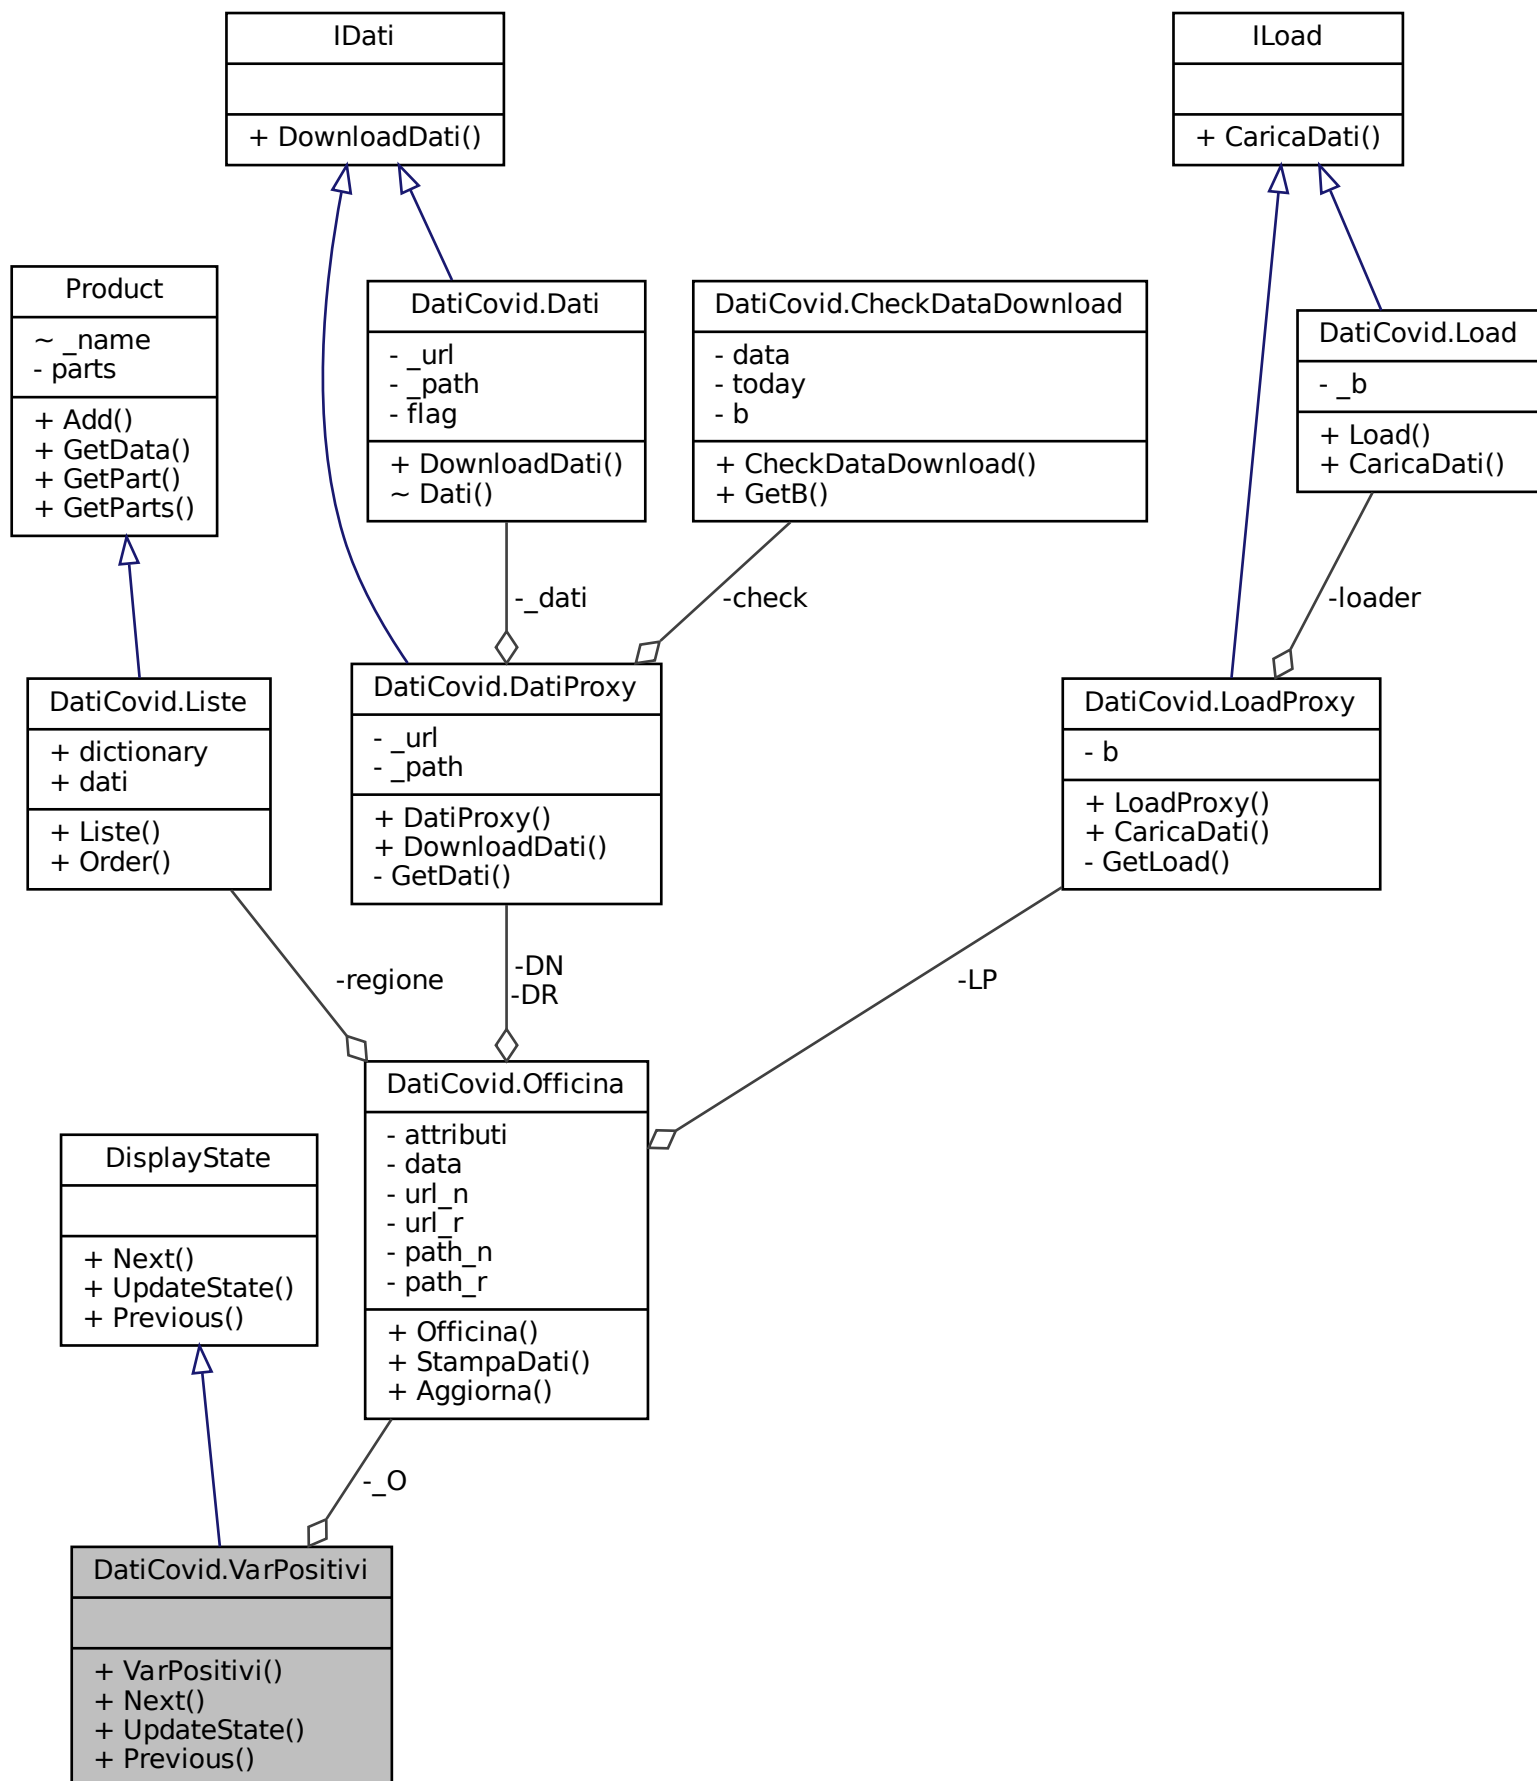 IDati
+ DownloadDati()
ILoad
+ CaricaDati()
Product
~ _name
- parts
+ Add()
+ GetData()
+ GetPart()
+ GetParts()
DatiCovid.Dati
- _url
- _path
- flag
+ DownloadDati()
~ Dati()
DatiCovid.CheckDataDownload
- data
- today
- b
+ CheckDataDownload()
+ GetB()
DatiCovid.Load
- _b
+ Load()
+ CaricaDati()
-_dati
-check
-loader
DatiCovid.Liste
+ dictionary
+ dati
+ Liste()
+ Order()
DatiCovid.DatiProxy
- _url
- _path
+ DatiProxy()
+ DownloadDati()
- GetDati()
DatiCovid.LoadProxy
- b
+ LoadProxy()
+ CaricaDati()
- GetLoad()
-regione
-DN
-DR
-LP
DatiCovid.Officina
- attributi
- data
- url_n
- url_r
- path_n
- path_r
+ Officina()
+ StampaDati()
+ Aggiorna()
DisplayState
+ Next()
+ UpdateState()
+ Previous()
-_O
DatiCovid.VarPositivi
+ VarPositivi()
+ Next()
+ UpdateState()
+ Previous()